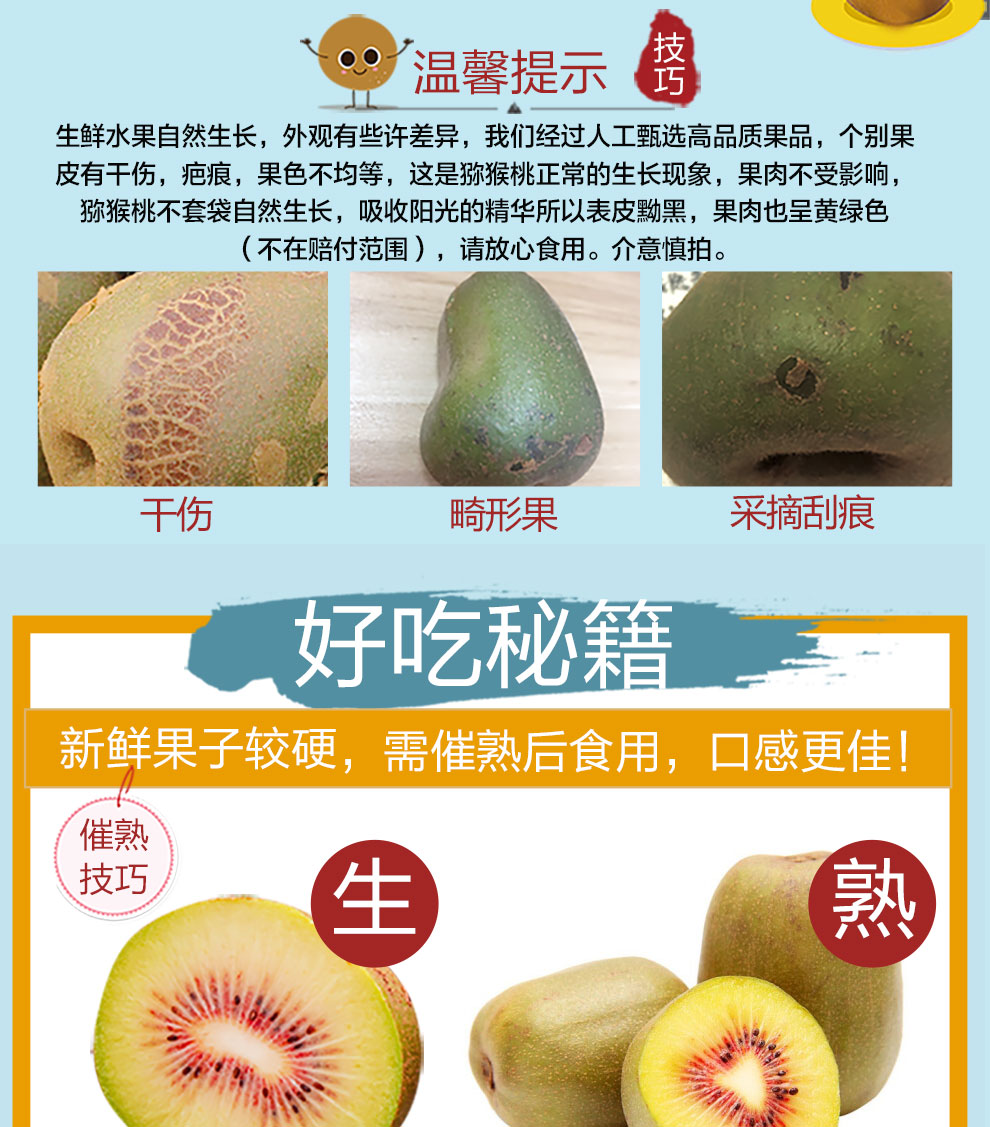 温馨提示
技巧
生鲜水果自然生长，外观有些许差异，我们经过人工甄选高品质果品，个别果
皮有干伤，疤痕，果色不均等，这是猕猴桃正常的生长现象，果肉不受影响，
猕猴桃不套袋自然生长，吸收阳光的精华所以表皮黝黑，果肉也呈黄绿色
（不在赔付范围），请放心食用。介意慎拍。
干伤
畸形果
采摘刮痕
好吃秘籍
新鲜果子较硬，需催熟后食用，口感更佳！
催熟
技巧
生
熟